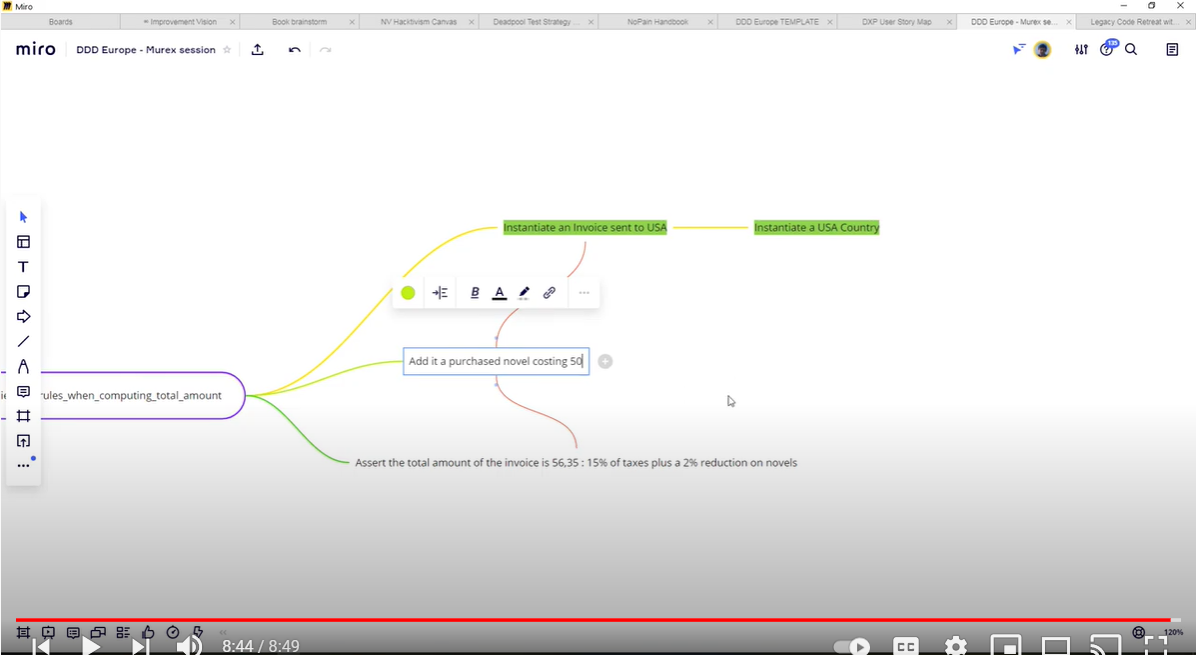 Miro
Boards
= Improvement Vision
Book brainstorm
NV Hacktivism Canvas
Deadpool Test Strategy ...
NoPain Handbook
DDD Europe TEMPLATE
DXP User Story Map
DDD Europe - Murex se...
Legacy Code Retreat wit...
miro
DDD Europe - Murex session
135
Instantiate an Invoice sent to USA
Instantiate a USA Country
B A
Add it a purchased novel costing 50
rules_when_computing_total_amount
Assert the total amount of the invoice is 56,35 : 15% of taxes plus a 2% reduction on novels
8:44 / 8:49
CC
120%